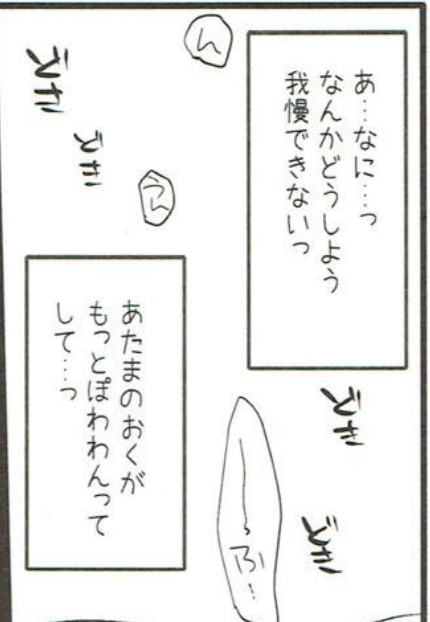 あ…なに…っ
なんかどうしよう
我慢できないっ
ん
どき
どき
うん
どき
どき
〜ふ…
あたまのおくが
もっとぽわわんって
して…っ